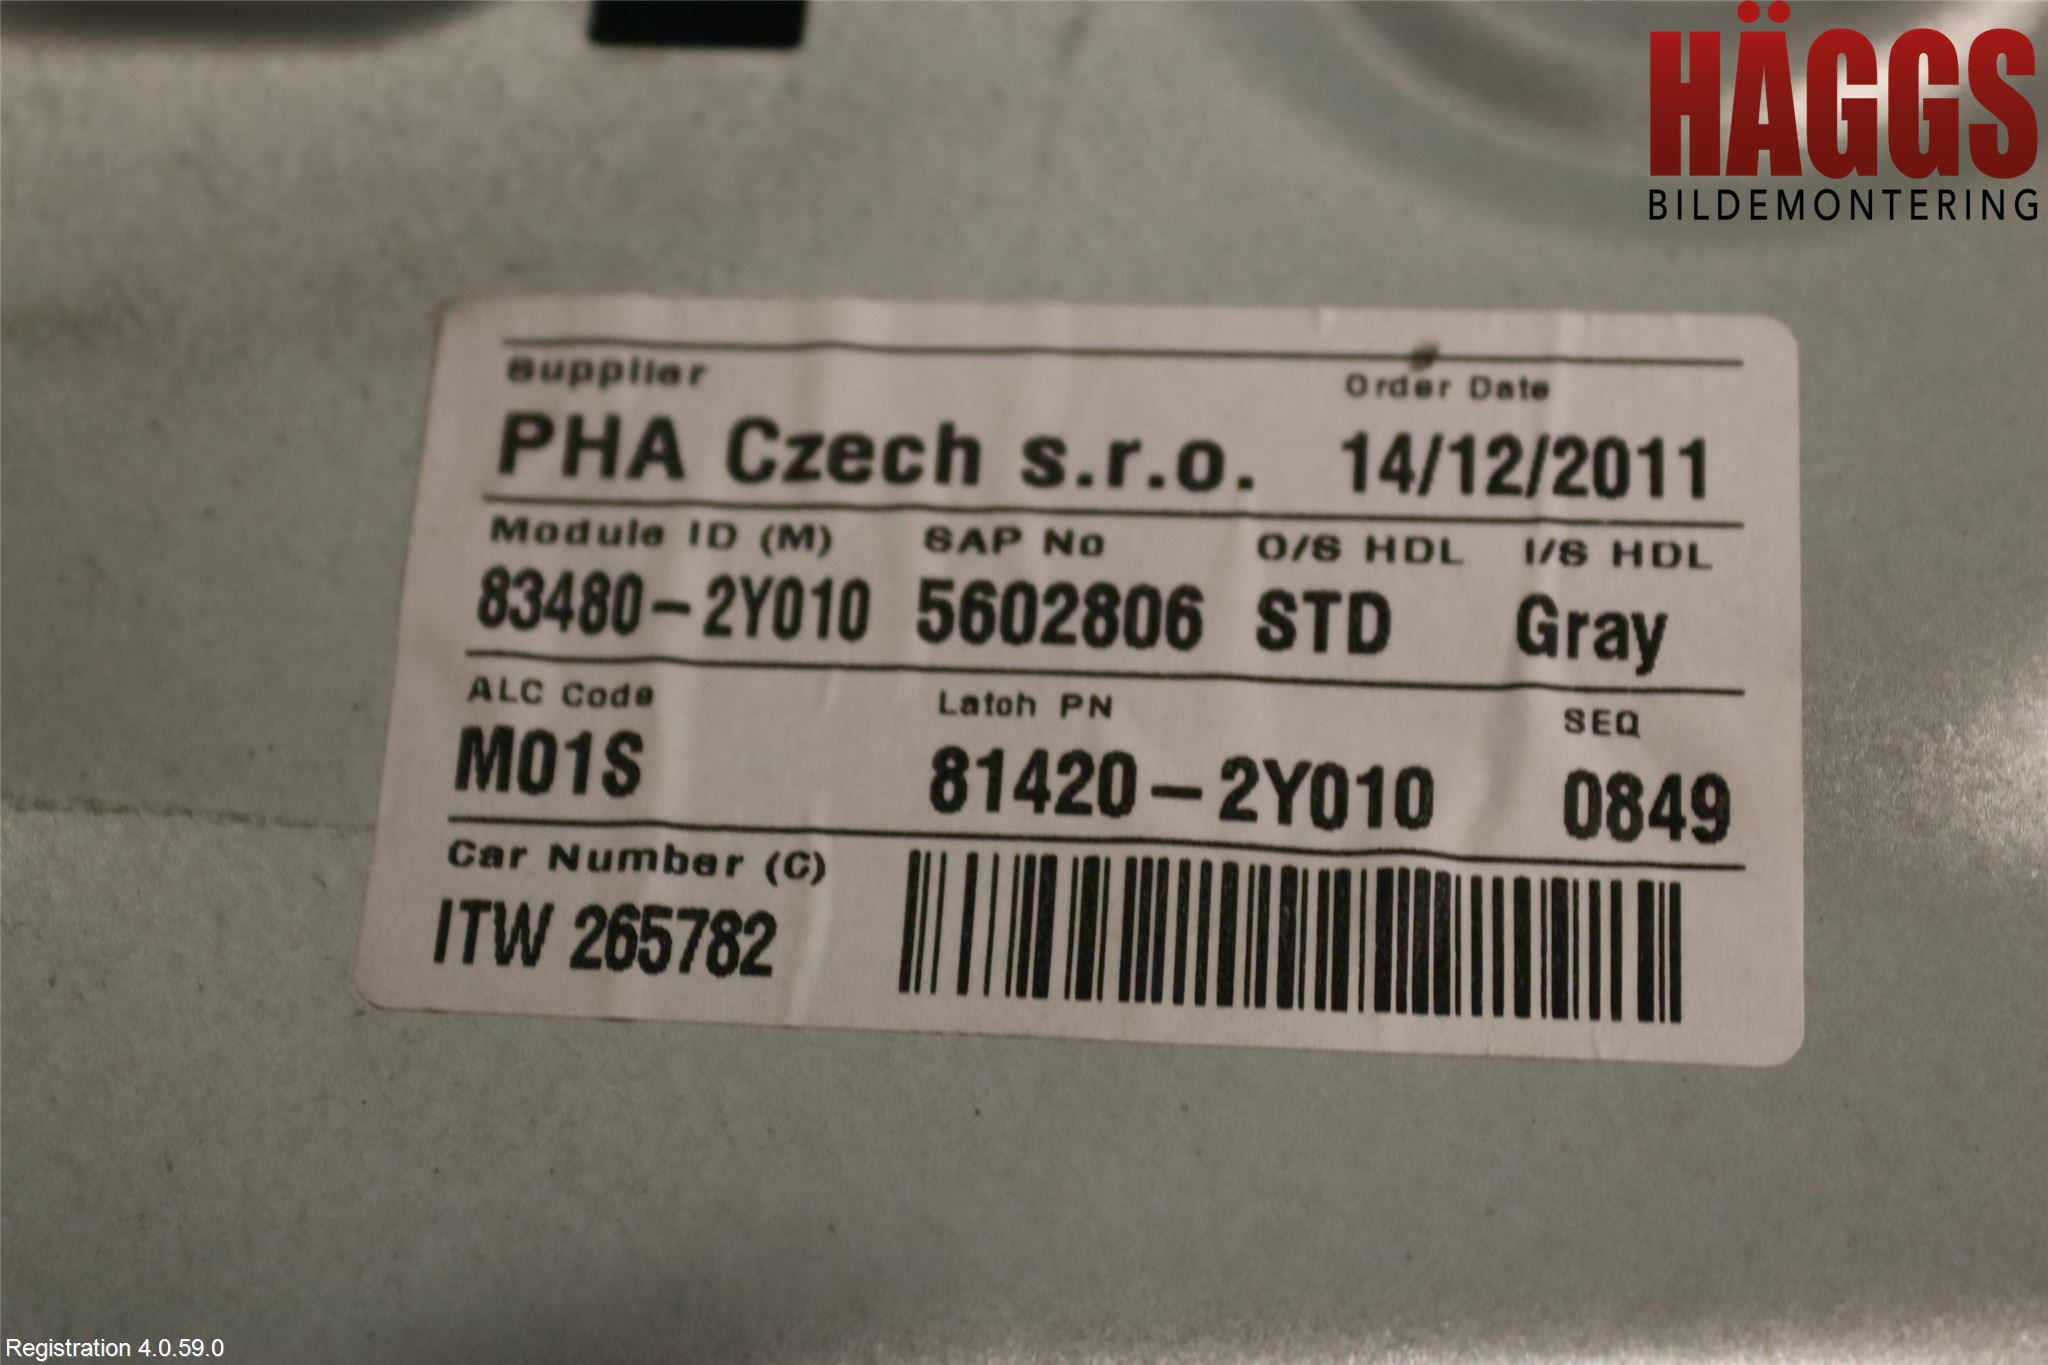 HÄGGS
BILDEMONTERING
Supplier Order Date
PHA Czech s.r.o. 14/12/2011
Module ID (M) SAP No O/S HDL I/S HDL
83480-2Y010 5602806 STD Gray
ALC Code Latch PN SEQ
M01S 81420-2Y010 0849
Car Number (C)
ITW 265782
Registration 4.0.59.0